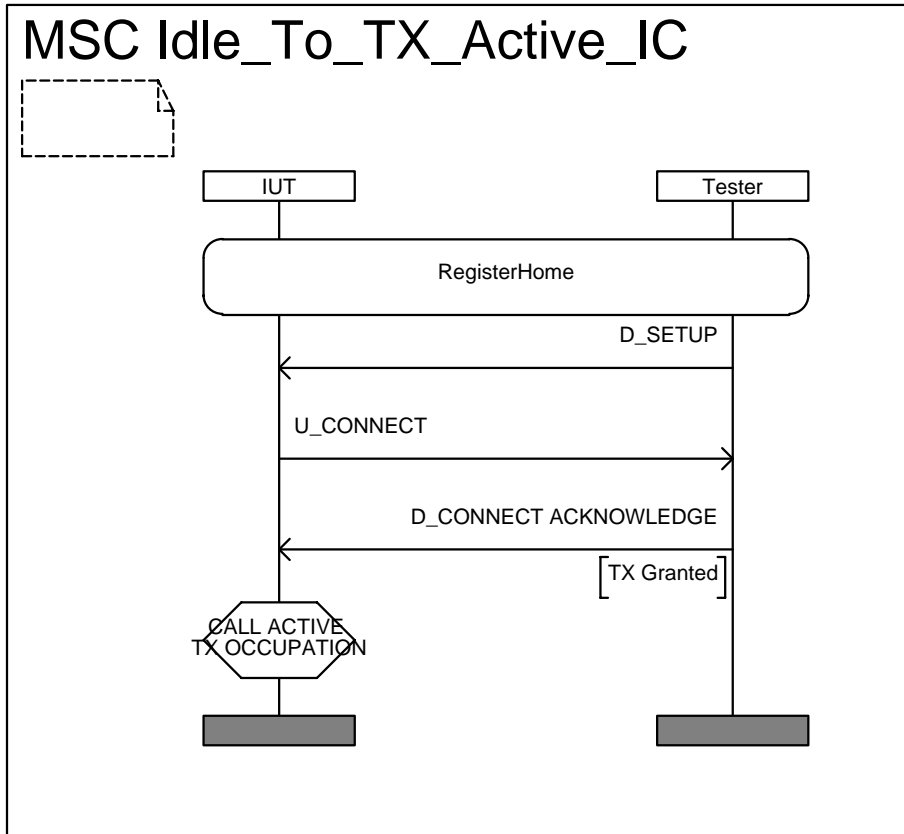 MSC Idle_To_TX_Active_IC
IUT
Tester
RegisterHome
D_SETUP
U_CONNECT
D_CONNECT ACKNOWLEDGE
TX Granted
CALL ACTIVE
TX OCCUPATION